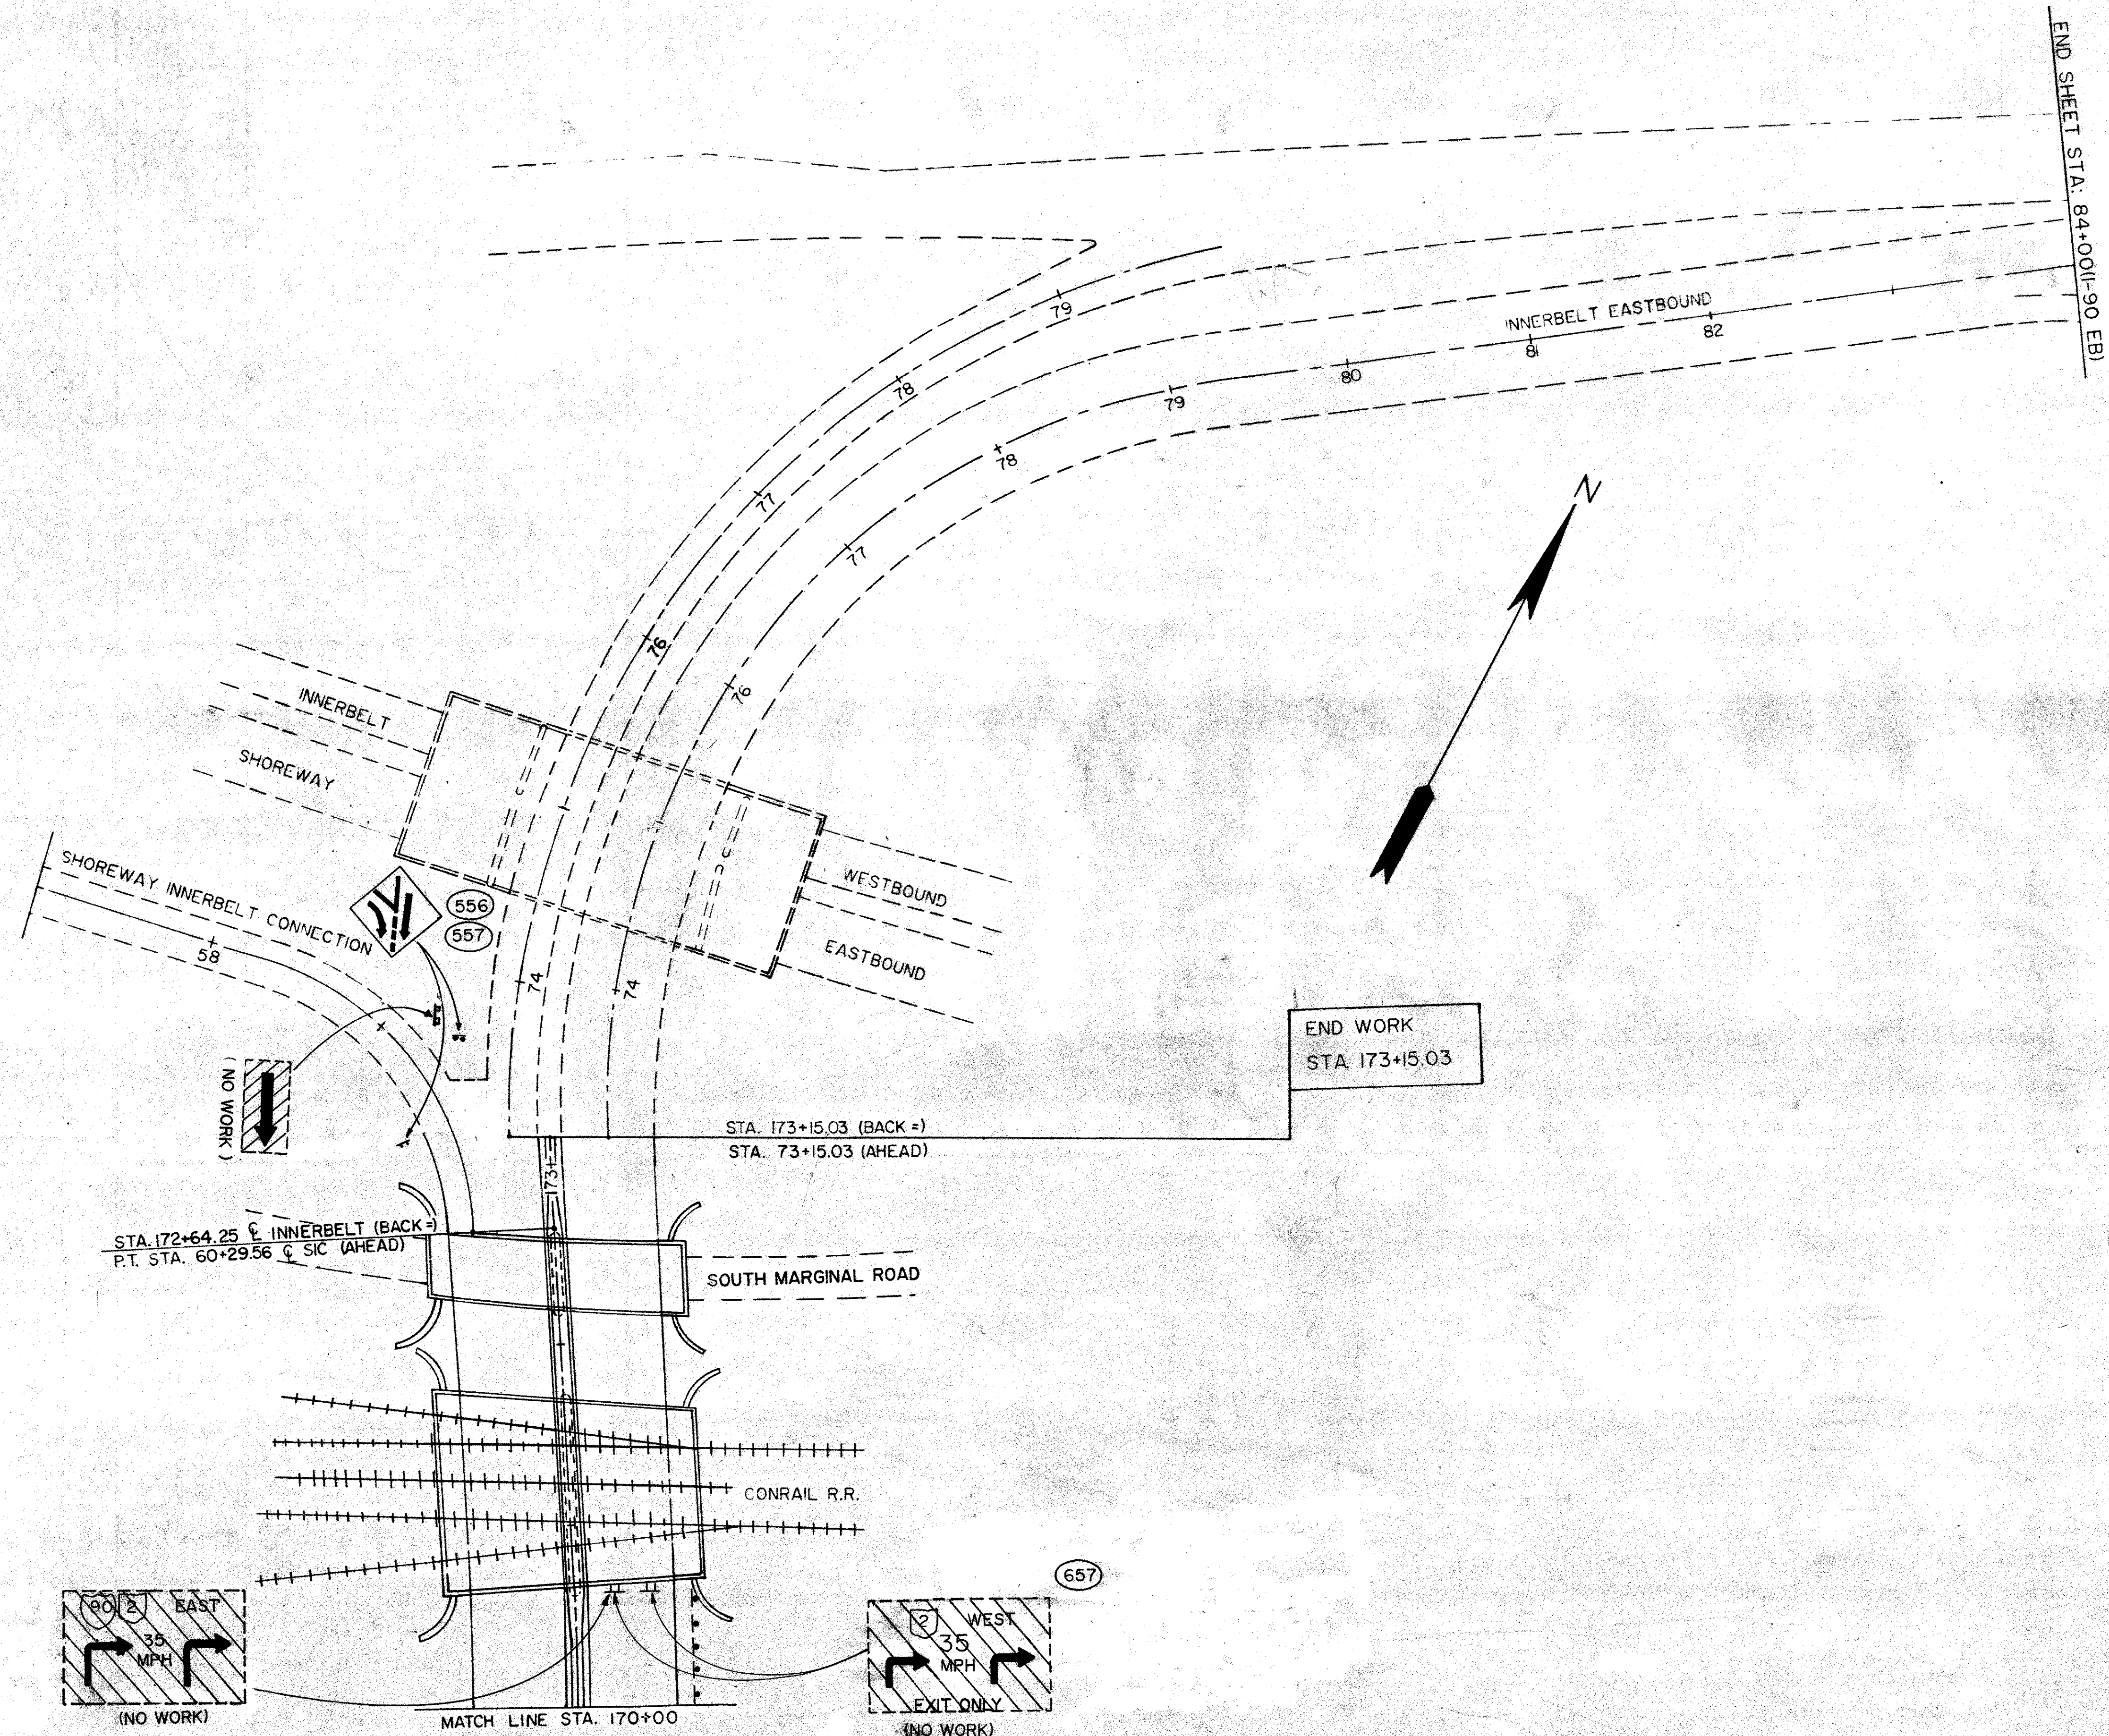 END SHEET STA: 84+00(I-90 EB)
79
INNERBELT EASTBOUND
82
81
80
79
78
78
77
77
N
76
76
INNERBELT
SHOREWAY
WESTBOUND
EASTBOUND
SHOREWAY INNERBELT CONNECTION
58
556
557
74
74
END WORK
STA. 173+15.03
(NO WORK)
STA. 173+15.03 (BACK =)
STA. 73+15.03 (AHEAD)
173+
STA. 172+64.25 ℄ INNERBELT (BACK =)
P.T. STA. 60+29.56 ℄ SIC (AHEAD)
SOUTH MARGINAL ROAD
CONRAIL R.R.
657
90 2 EAST
35
MPH
(NO WORK)
2 WEST
35
MPH
EXIT ONLY
(NO WORK)
MATCH LINE STA. 170+00